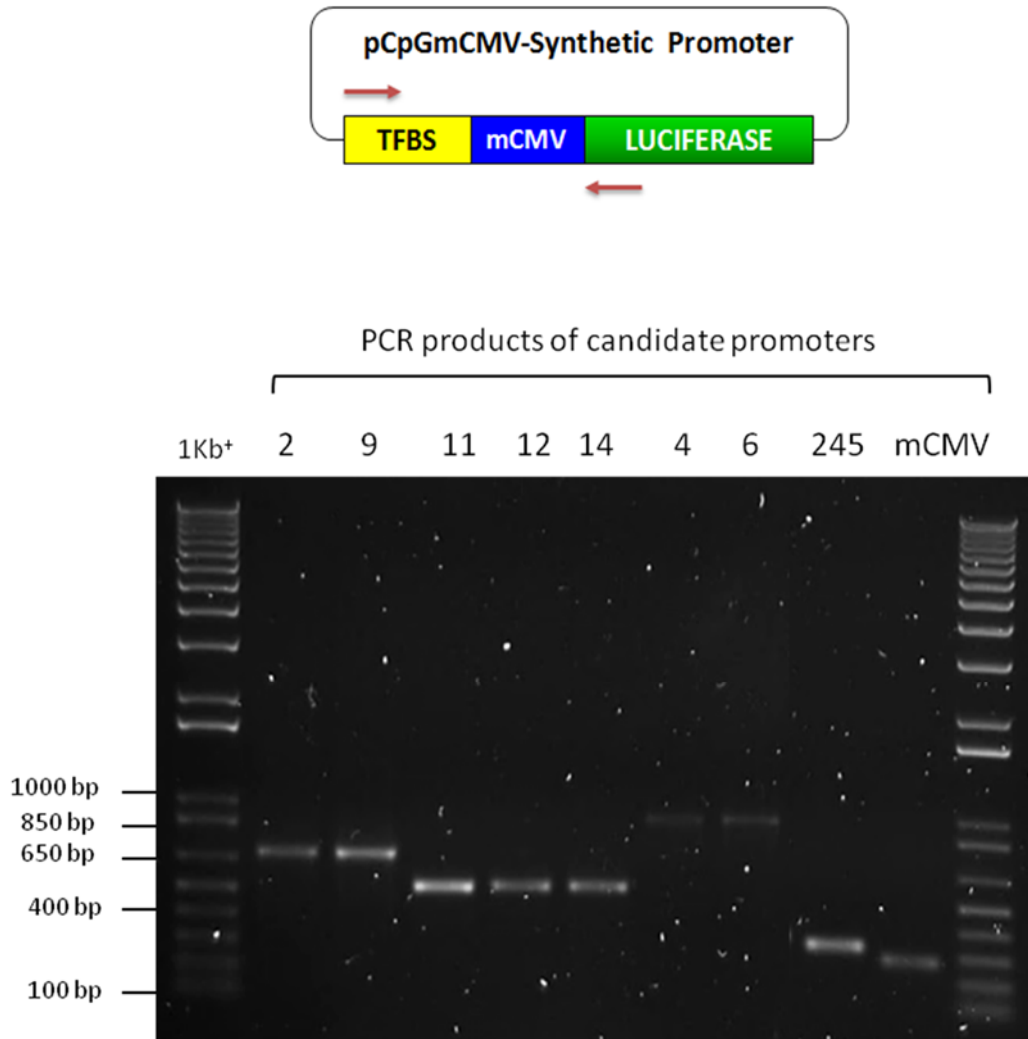 pCpGmCMV-Synthetic Promoter
TFBS mCMV LUCIFERASE
PCR products of candidate promoters
1Kb⁺ 2 9 11 12 14 4 6 245 mCMV
1000 bp
850 bp
650 bp
400 bp
100 bp